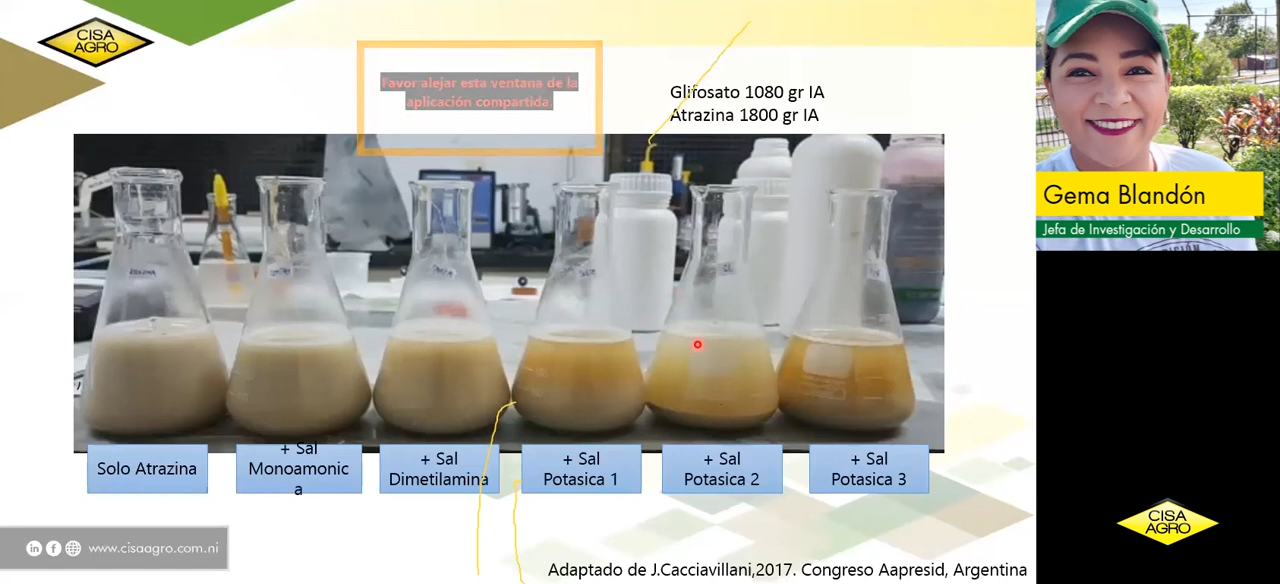 CISA
AGRO
Favor alejar esta ventana de la
aplicación compartida.
Glifosato 1080 gr IA
Atrazina 1800 gr IA
Solo Atrazina
+ Sal
Monoamonic
a
+ Sal
Dimetilamina
+ Sal
Potasica 1
+ Sal
Potasica 2
+ Sal
Potasica 3
www.cisaagro.com.ni
Adaptado de J.Cacciavillani,2017. Congreso Aapresid, Argentina
Gema Blandón
Jefa de Investigación y Desarrollo
CISA
AGRO